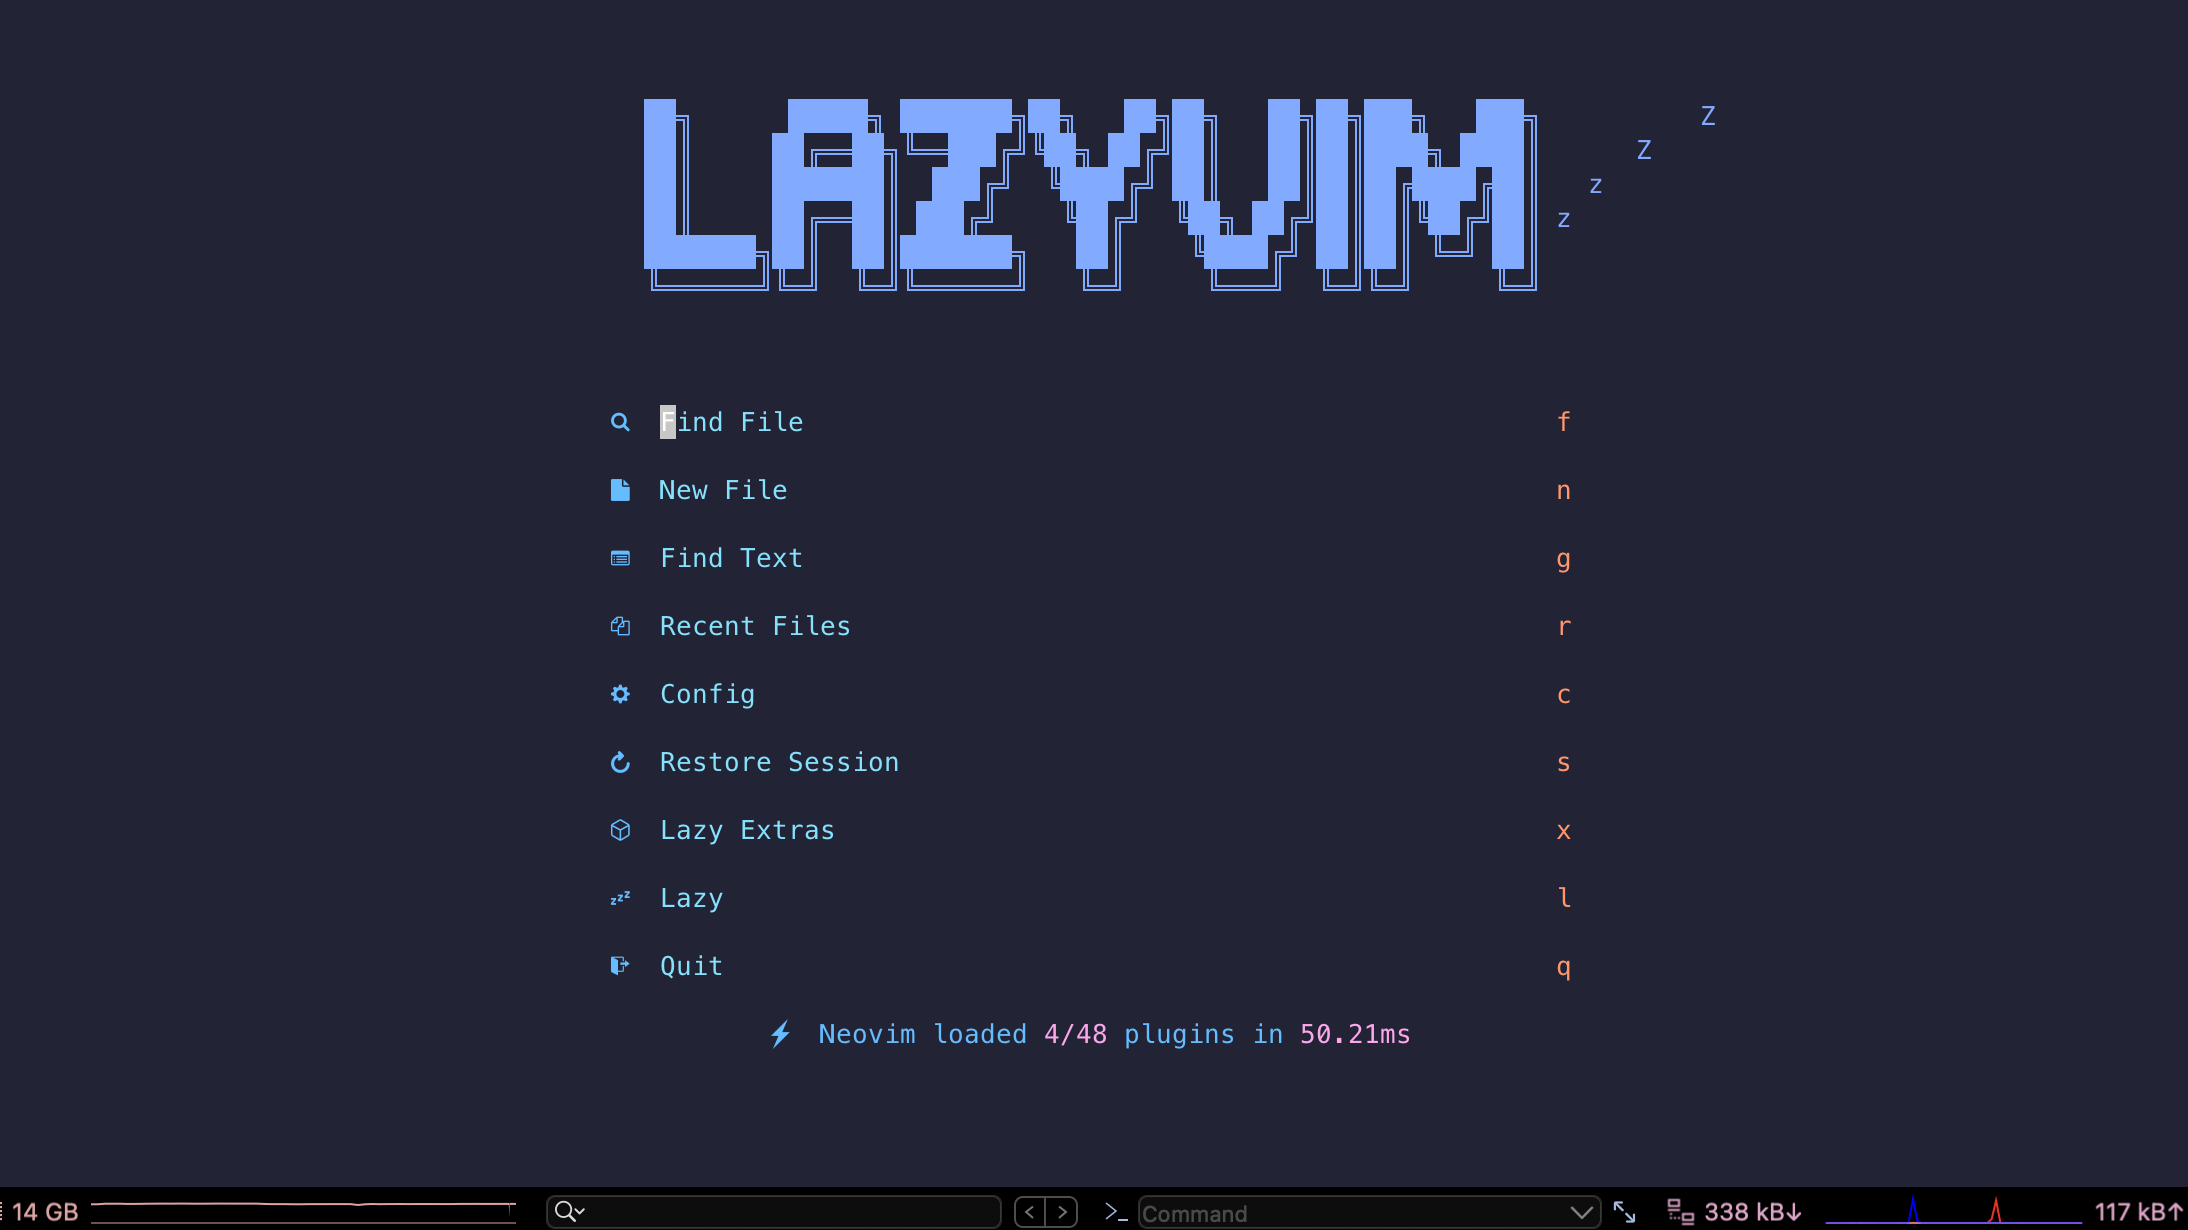 LAZYVIM
Z
Z
z
z
Find File f
New File n
Find Text g
Recent Files r
Config c
Restore Session s
Lazy Extras x
zzz Lazy l
Quit q
Neovim loaded 4/48 plugins in 50.21ms
14 GB Command 338 kB↓ 117 kB↑